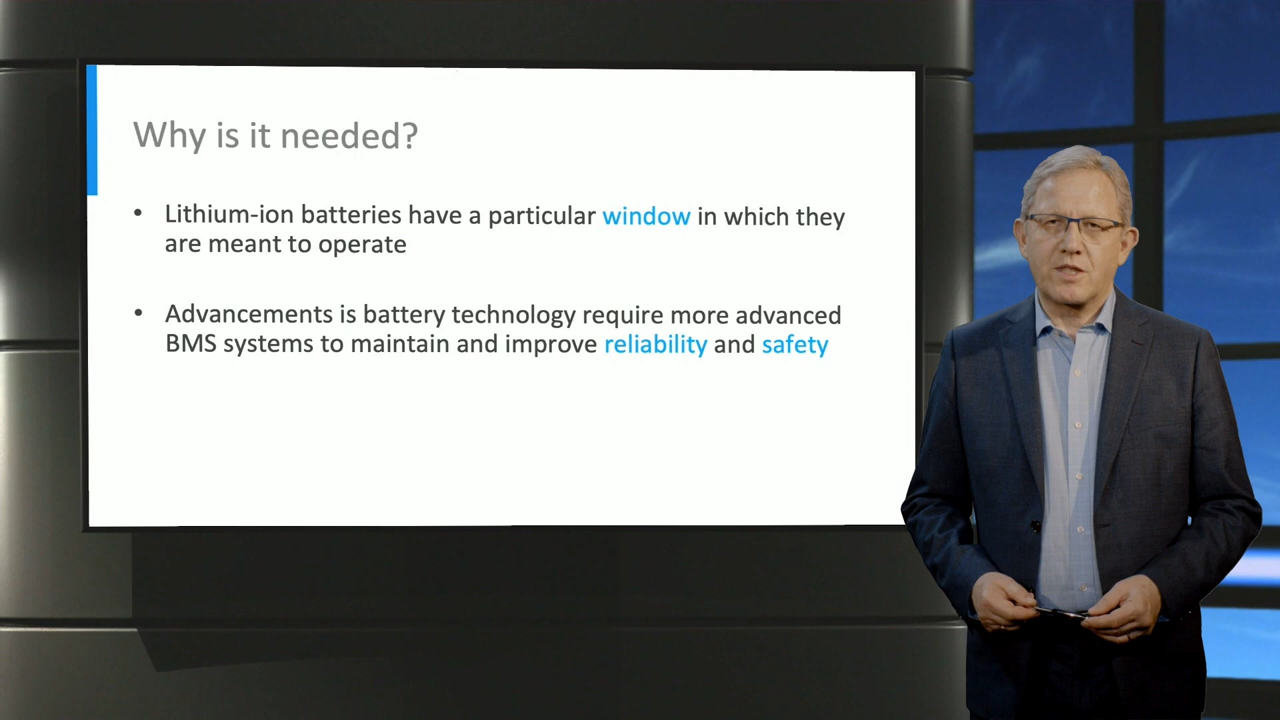 Why is it needed?
• Lithium-ion batteries have a particular window in which they
are meant to operate
• Advancements is battery technology require more advanced
BMS systems to maintain and improve reliability and safety